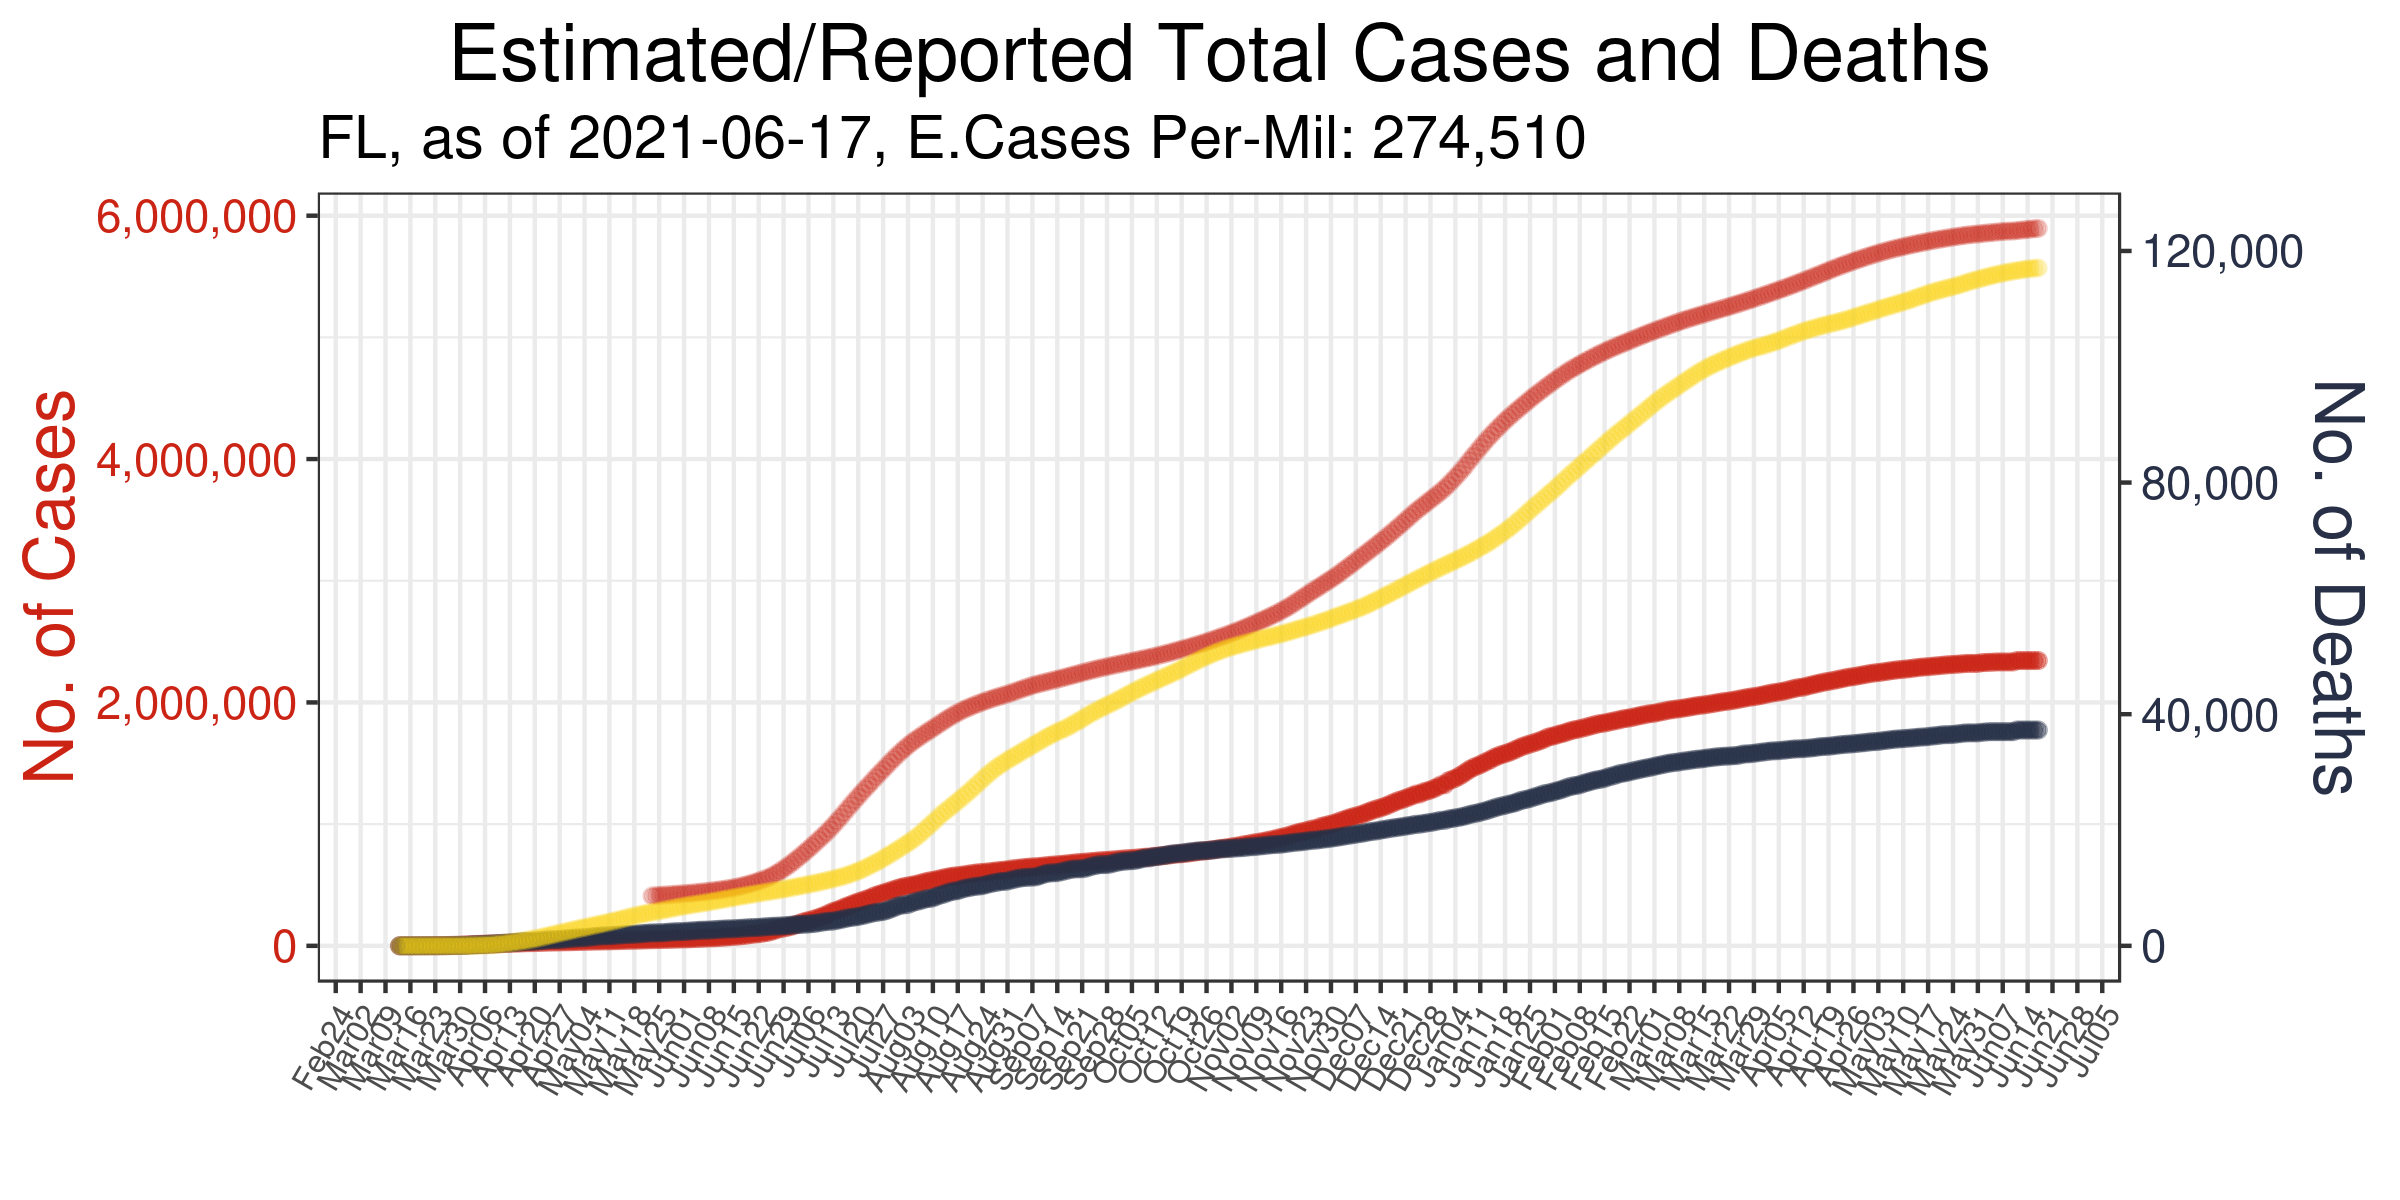 Estimated/Reported Total Cases and Deaths
FL, as of 2021-06-17, E.Cases Per-Mil: 274,510
No. of Cases
6,000,000
4,000,000
2,000,000
0
120,000
80,000
40,000
0
No. of Deaths
Feb24
Mar02
Mar09
Mar16
Mar23
Mar30
Apr06
Apr13
Apr20
Apr27
May04
May11
May18
May25
Jun01
Jun08
Jun15
Jun22
Jun29
Jul06
Jul13
Jul20
Jul27
Aug03
Aug10
Aug17
Aug24
Aug31
Sep07
Sep14
Sep21
Sep28
Oct05
Oct12
Oct19
Oct26
Nov02
Nov09
Nov16
Nov23
Nov30
Dec07
Dec14
Dec21
Dec28
Jan04
Jan11
Jan18
Jan25
Feb01
Feb08
Feb15
Feb22
Mar01
Mar08
Mar15
Mar22
Mar29
Apr05
Apr12
Apr19
Apr26
May03
May10
May17
May24
May31
Jun07
Jun14
Jun21
Jun28
Jul05